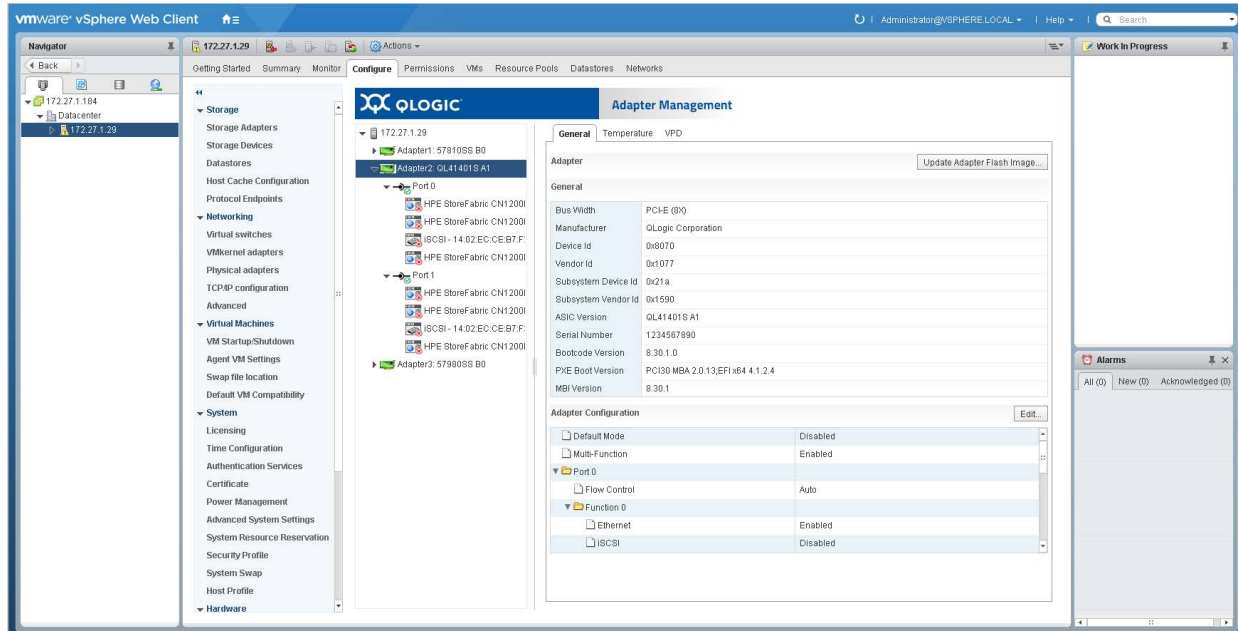 vmware® vSphere Web Client
Administrator@VSPHERE.LOCAL
Help
Search
Navigator
Back
172.27.1.184
Datacenter
172.27.1.29
172.27.1.29
Actions
Getting Started Summary Monitor Configure Permissions VMs Resource Pools Datastores Networks
Storage
Storage Adapters
Storage Devices
Datastores
Host Cache Configuration
Protocol Endpoints
Networking
Virtual switches
VMkernel adapters
Physical adapters
TCP/IP configuration
Advanced
Virtual Machines
VM Startup/Shutdown
Agent VM Settings
Swap file location
Default VM Compatibility
System
Licensing
Time Configuration
Authentication Services
Certificate
Power Management
Advanced System Settings
System Resource Reservation
Security Profile
System Swap
Host Profile
Hardware
QLOGIC
Adapter Management
172.27.1.29
Adapter1: 57810SS B0
Adapter2: QL41401S A1
Port 0
HPE StoreFabric CN1200
HPE StoreFabric CN1200
iSCSI - 14:02:EC:CE:B7:F
HPE StoreFabric CN1200
Port 1
HPE StoreFabric CN1200
HPE StoreFabric CN1200
iSCSI - 14:02:EC:CE:B7:F
HPE StoreFabric CN1200
Adapter3: 57980SS B0
General Temperature VPD
Adapter
Update Adapter Flash Image...
General
Bus Width PCI-E (8X)
Manufacturer QLogic Corporation
Device Id 0x8070
Vendor Id 0x1077
Subsystem Device Id 0x21a
Subsystem Vendor Id 0x1590
ASIC Version QL41401S A1
Serial Number 1234567890
Bootcode Version 8.30.1.0
PXE Boot Version PCI30 MBA 2.0.13;EFI x64 4.1.2.4
MBI Version 8.30.1
Adapter Configuration
Edit...
Default Mode Disabled
Multi-Function Enabled
Port 0
Flow Control Auto
Function 0
Ethernet Enabled
iSCSI Disabled
Work In Progress
Alarms
All (0) New (0) Acknowledged (0)